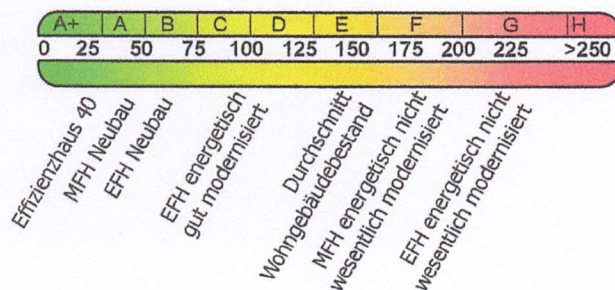 A+ A B C D E F G H
0 25 50 75 100 125 150 175 200 225 >250
Effizienzhaus 40
MFH Neubau
EFH Neubau
EFH energetisch
gut modernisiert
Durchschnitt
Wohngebäudebestand
MFH energetisch nicht
wesentlich modernisiert
EFH energetisch nicht
wesentlich modernisiert